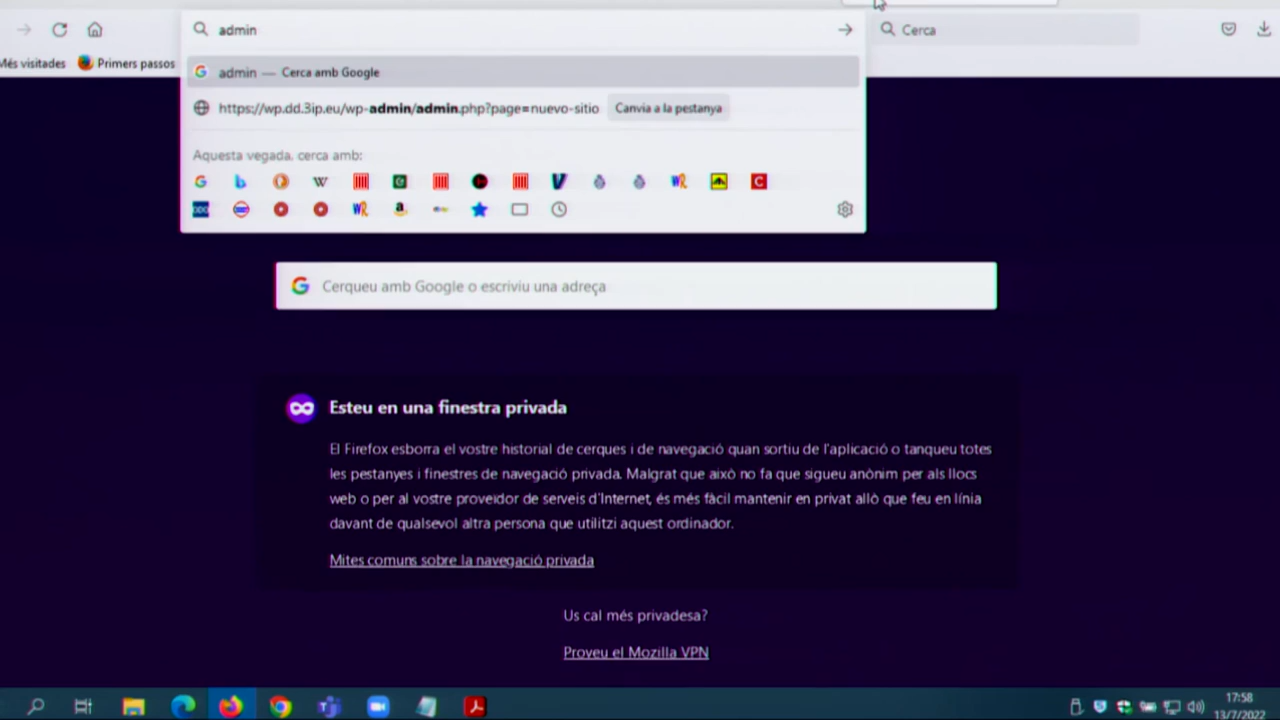 admin
Cerca
Més visitades
Primers passos
admin — Cerca amb Google
https://wp.dd.3ip.eu/wp-admin/admin.php?page=nuevo-sitio
Canvia a la pestanya
Aquesta vegada, cerca amb:
Cerqueu amb Google o escriviu una adreça
Esteu en una finestra privada
El Firefox esborra el vostre historial de cerques i de navegació quan sortiu de l'aplicació o tanqueu totes
les pestanyes i finestres de navegació privada. Malgrat que això no fa que sigueu anònim per als llocs
web o per al vostre proveïdor de serveis d'Internet, és més fàcil mantenir en privat allò que feu en línia
davant de qualsevol altra persona que utilitzi aquest ordinador.
Mites comuns sobre la navegació privada
Us cal més privadesa?
Proveu el Mozilla VPN
17:58
13/7/2022